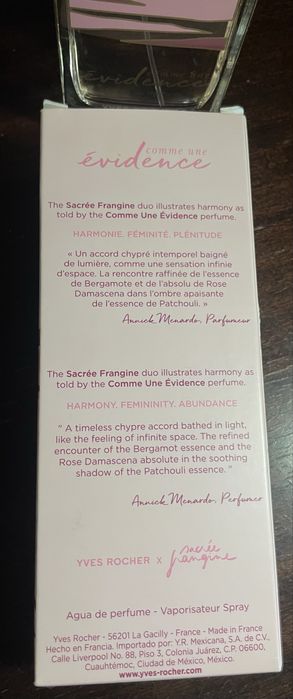 évidence
comme une
évidence
The Sacrée Frangine duo illustrates harmony as
told by the Comme Une Évidence perfume.
HARMONIE. FÉMINITÉ. PLÉNITUDE
« Un accord chypré intemporel baigné
de lumière, comme une sensation infinie
d'espace. La rencontre raffinée de l'essence
de Bergamote et de l'absolu de Rose
Damascena dans l'ombre apaisante
de l'essence de Patchouli. »
Annick Menardo, Parfumeur
The Sacrée Frangine duo illustrates harmony as
told by the Comme Une Évidence perfume.
HARMONY. FEMININITY. ABUNDANCE
" A timeless chypre accord bathed in light,
like the feeling of infinite space. The refined
encounter of the Bergamot essence and the
Rose Damascena absolute in the soothing
shadow of the Patchouli essence. "
Annick Menardo, Perfumer
YVES ROCHER x sacrée frangine
Agua de perfume - Vaporisateur Spray
Yves Rocher - 56201 La Gacilly - France - Made in France
Hecho en Francia. Importado por: Y.R. Mexcana, S.A. de C.V.,
Calle Liverpool No. 88, Piso 3, Colonia Juárez, C.P. 06600,
Cuauhtémoc, Ciudad de México, México.
www.yves-rocher.com